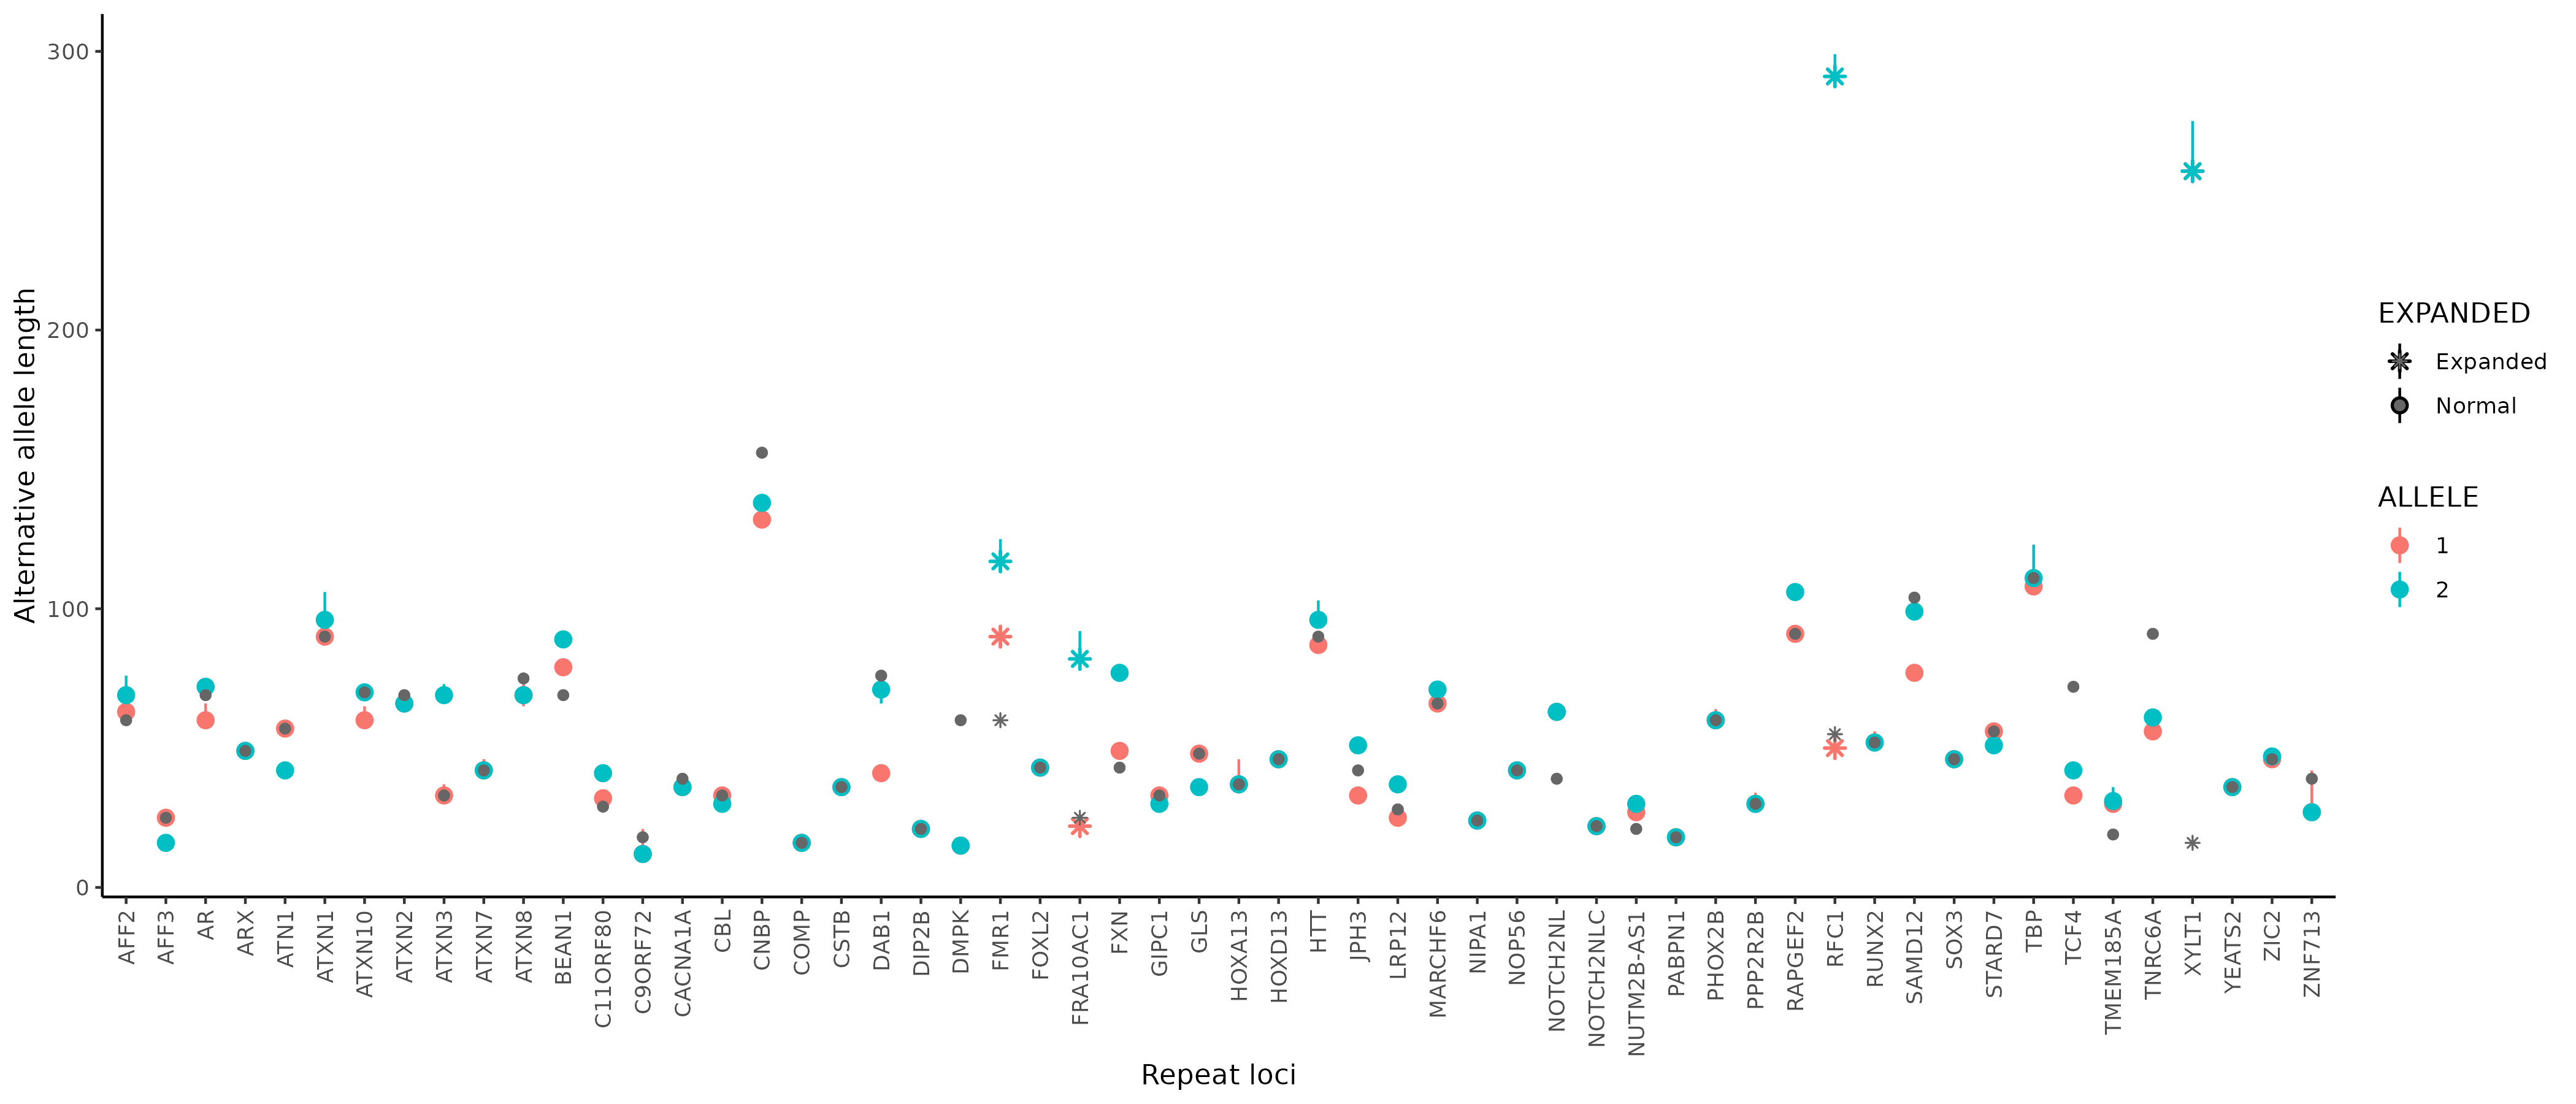 Alternative allele length
300
200
100
0
AFF2
AFF3
AR
ARX
ATN1
ATXN1
ATXN10
ATXN2
ATXN3
ATXN7
ATXN8
BEAN1
C11ORF80
C9ORF72
CACNA1A
CBL
CNBP
COMP
CSTB
DAB1
DIP2B
DMPK
FMR1
FOXL2
FRA10AC1
FXN
GIPC1
GLS
HOXA13
HOXD13
HTT
JPH3
LRP12
MARCHF6
NIPA1
NOP56
NOTCH2NL
NOTCH2NLC
NUTM2B-AS1
PABPN1
PHOX2B
PPP2R2B
RAPGEF2
RFC1
RUNX2
SAMD12
SOX3
STARD7
TBP
TCF4
TMEM185A
TNRC6A
XYLT1
YEATS2
ZIC2
ZNF713
Repeat loci
EXPANDED
Expanded
Normal
ALLELE
1
2